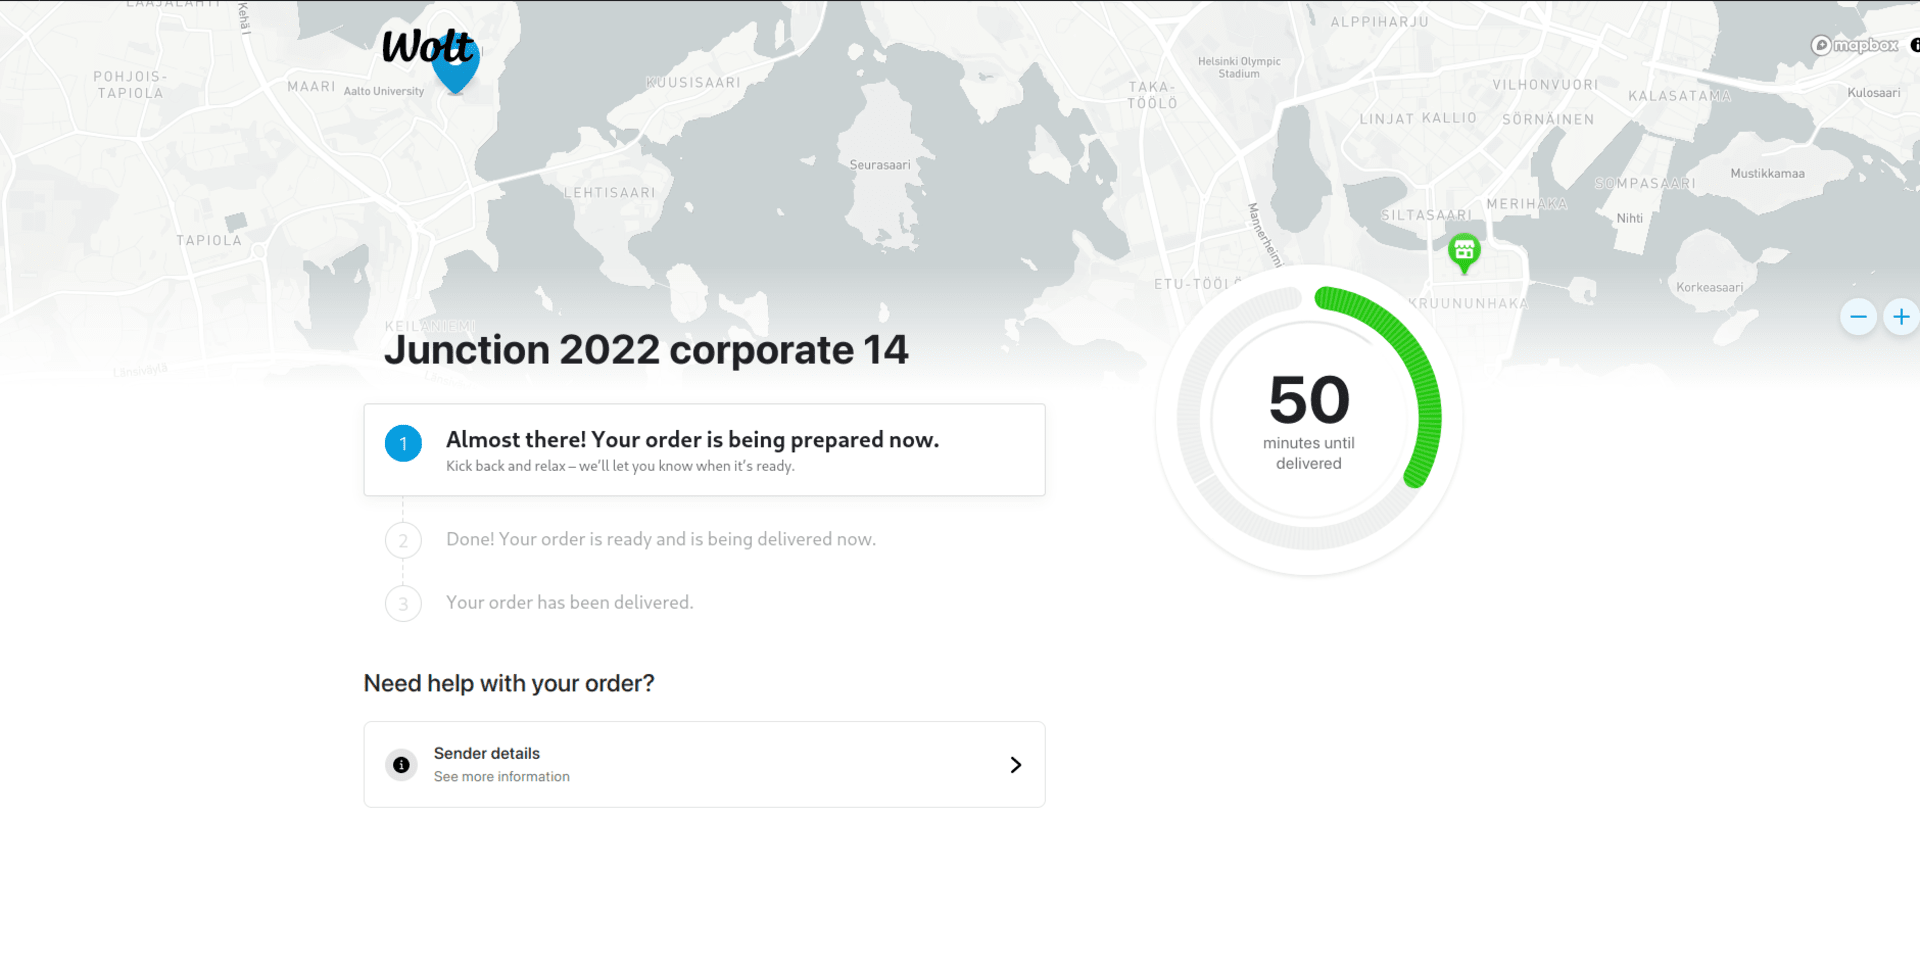 LAAJALAHTI
Kehä I
Wolt
POHJOIS-
TAPIOLA
MAARI
Aalto University
KUUSISAARI
Seurasaari
LEHTISAARI
TAPIOLA
KEILANIEMI
Länsiväylä
ALPPIHARJU
mapbox
Helsinki Olympic
Stadium
TAKA-
TÖÖLÖ
VILHONVUORI
KALASATAMA
Kulosaari
LINJAT
KALLIO
SÖRNÄINEN
Mustikkamaa
SOMPASAARI
MERIHAKA
SILTASAARI
Nihti
Mannerheimi
ETU-TÖÖLÖ
KRUUNUNHAKA
Korkeasaari
Junction 2022 corporate 14
1
Almost there! Your order is being prepared now.
Kick back and relax – we’ll let you know when it’s ready.
2
Done! Your order is ready and is being delivered now.
3
Your order has been delivered.
50
minutes until
delivered
Need help with your order?
Sender details
See more information